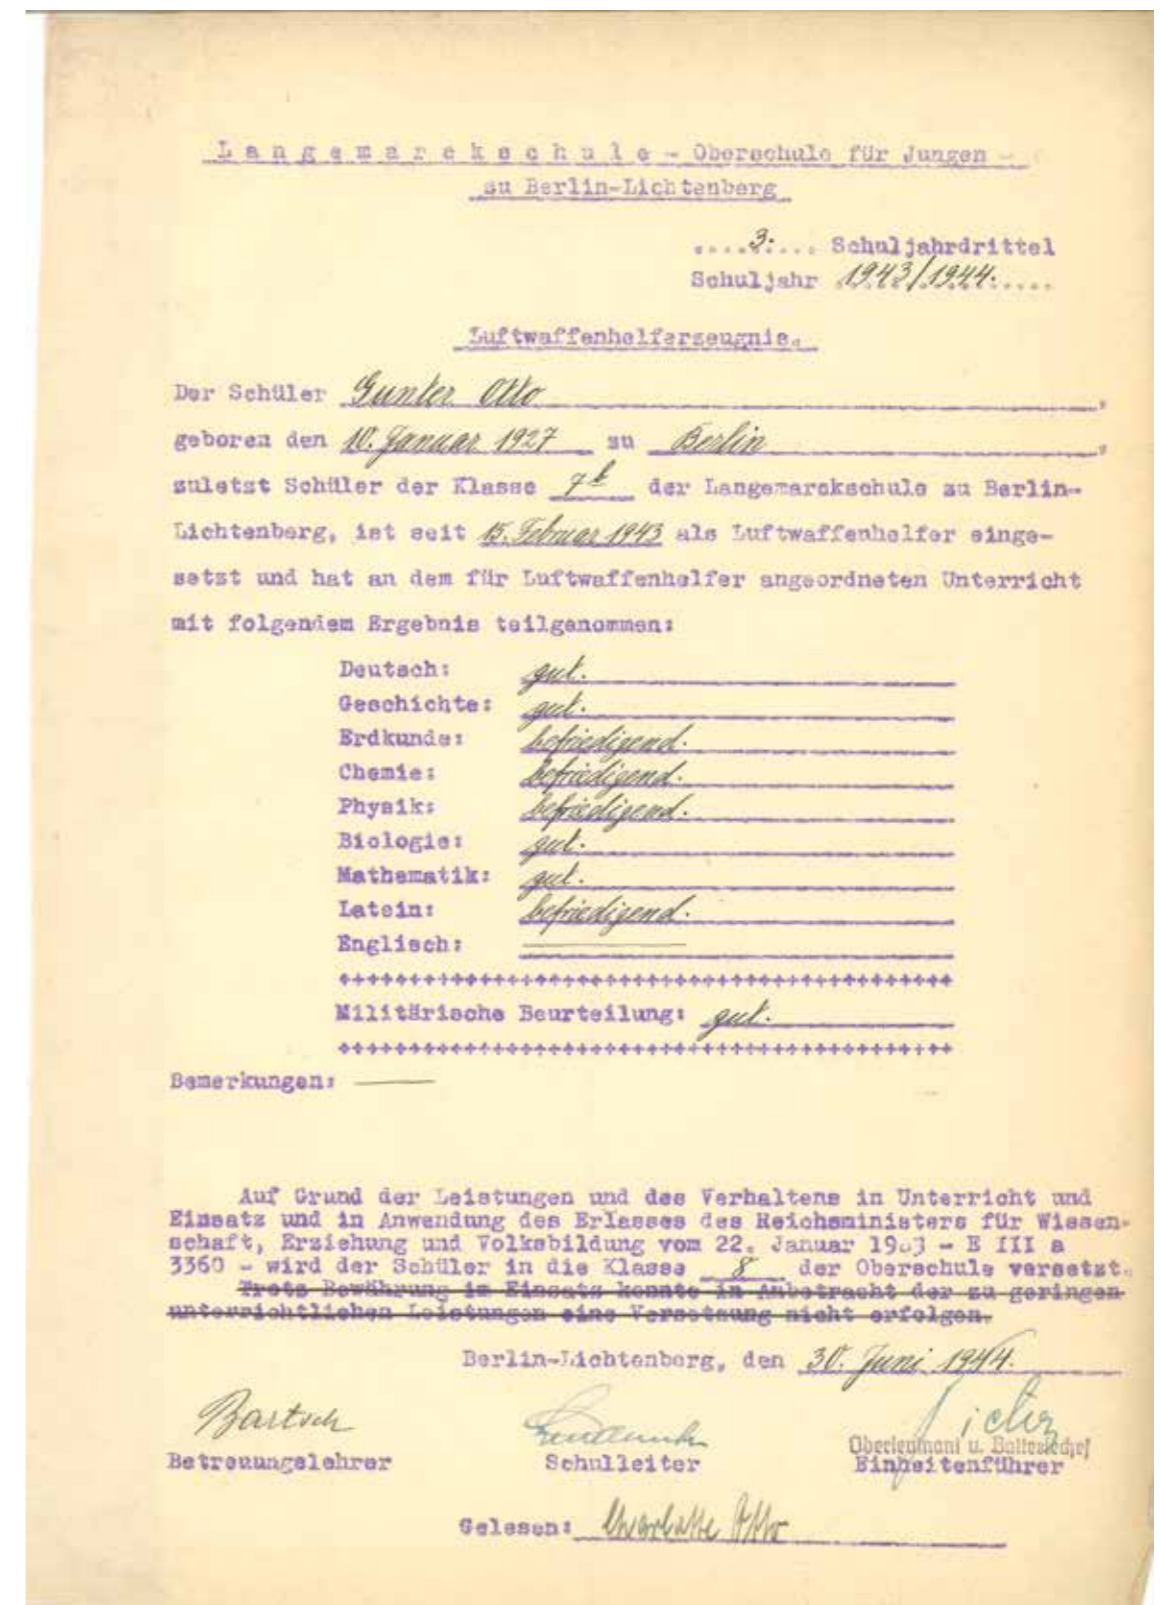 Langemarckschule - Oberschule für Jungen -
zu Berlin-Lichtenberg
....3..... Schuljahrdrittel
Schuljahr 1943/1944.....
Luftwaffenhelferzeugnis.
Der Schüler Gunter Otto,
geboren den 10. Januar 1927 zu Berlin,
zuletzt Schüler der Klasse 7b der Langemarckschule zu Berlin-
Lichtenberg, ist seit 15. Februar 1943 als Luftwaffenhelfer einge-
setzt und hat an dem für Luftwaffenhelfer angeordneten Unterricht
mit folgendem Ergebnis teilgenommen:
Deutsch: gut.
Geschichte: gut.
Erdkunde: befriedigend.
Chemie: befriedigend.
Physik: befriedigend.
Biologie: gut.
Mathematik: gut.
Latein: befriedigend.
Englisch: ———
Militärische Beurteilung: gut.
Bemerkungen: ———
Auf Grund der Leistungen und des Verhaltens in Unterricht und
Einsatz und in Anwendung des Erlasses des Reichsministers für Wissen-
schaft, Erziehung und Volksbildung vom 22. Januar 1943 - E III a
3360 - wird der Schüler in die Klasse 8 der Oberschule versetzt.
Trotz Bewährung im Einsatz konnte in Anbetracht der zu geringen
unterrichtlichen Leistungen eine Versetzung nicht erfolgen.
Berlin-Lichtenberg, den 30. Juni 1944.
Bartsch
Oberleutnant u. Batteriechef
Betreuungslehrer Schulleiter Einheitenführer
Gelesen: Charlotte Otto